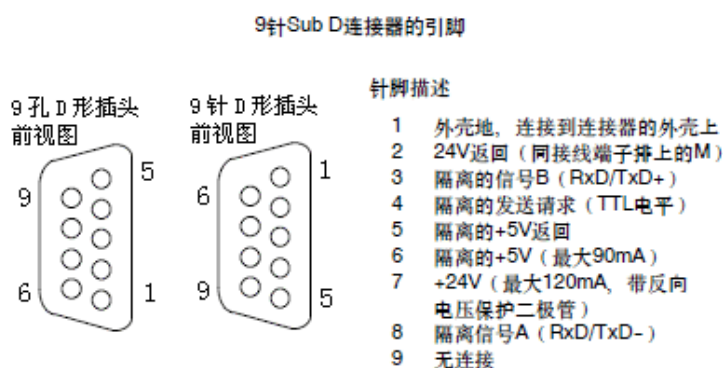 9针Sub D连接器的引脚
9孔D形插头
前视图
5
9
6
1
9针D形插头
前视图
1
6
9
5
针脚描述
1 外壳地，连接到连接器的外壳上
2 24V返回（同接线端子排上的M）
3 隔离的信号B（RxD/TxD+）
4 隔离的发送请求（TTL电平）
5 隔离的+5V返回
6 隔离的+5V（最大90mA）
7 +24V（最大120mA，带反向
电压保护二极管）
8 隔离信号A（RxD/TxD-）
9 无连接